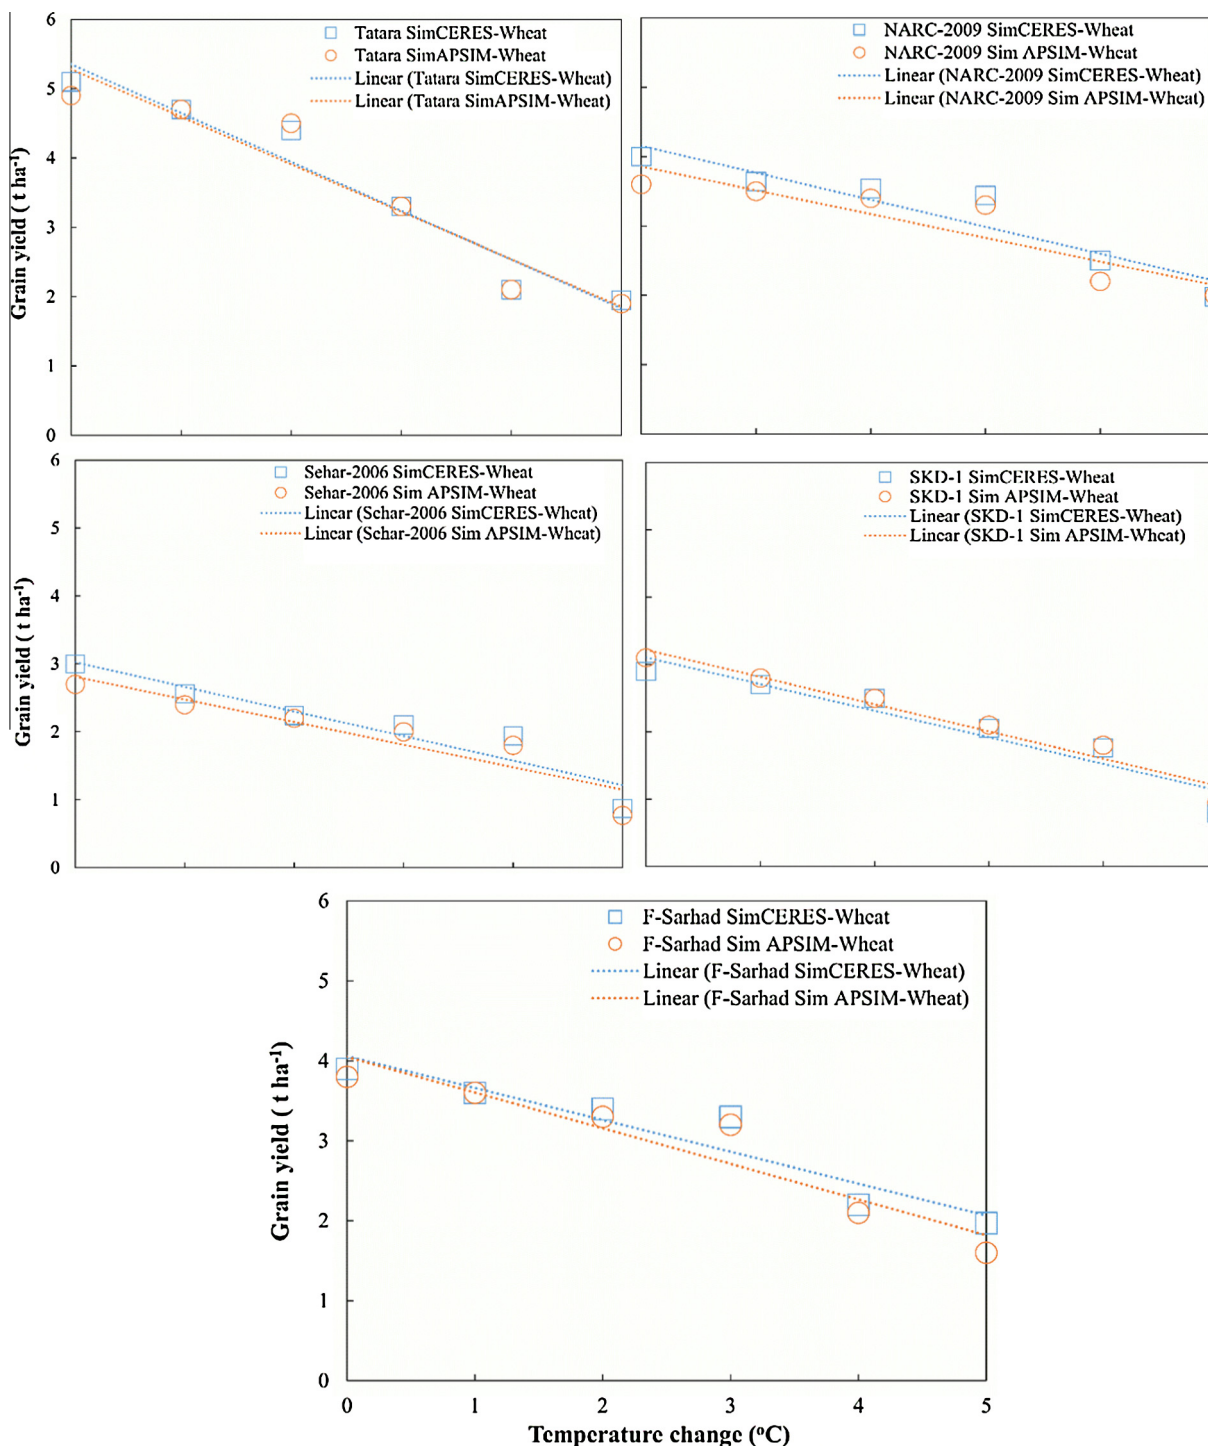 6
5
4
3
2
1
0
Grain yield ( t ha⁻¹)
Tatara SimCERES-Wheat
Tatara SimAPSIM-Wheat
Linear (Tatara SimCERES-Wheat)
Linear (Tatara SimAPSIM-Wheat)
NARC-2009 SimCERES-Wheat
NARC-2009 Sim APSIM-Wheat
Linear (NARC-2009 SimCERES-Wheat)
Linear (NARC-2009 Sim APSIM-Wheat)
6
5
4
3
2
1
0
Grain yield ( t ha⁻¹)
Sehar-2006 SimCERES-Wheat
Sehar-2006 Sim APSIM-Wheat
Linear (Sehar-2006 SimCERES-Wheat)
Linear (Sehar-2006 Sim APSIM-Wheat)
SKD-1 SimCERES-Wheat
SKD-1 Sim APSIM-Wheat
Linear (SKD-1 SimCERES-Wheat)
Linear (SKD-1 Sim APSIM-Wheat)
6
5
4
3
2
1
0
Grain yield ( t ha⁻¹)
F-Sarhad SimCERES-Wheat
F-Sarhad Sim APSIM-Wheat
Linear (F-Sarhad SimCERES-Wheat)
Linear (F-Sarhad Sim APSIM-Wheat)
0 1 2 3 4 5
Temperature change (ᵒC)